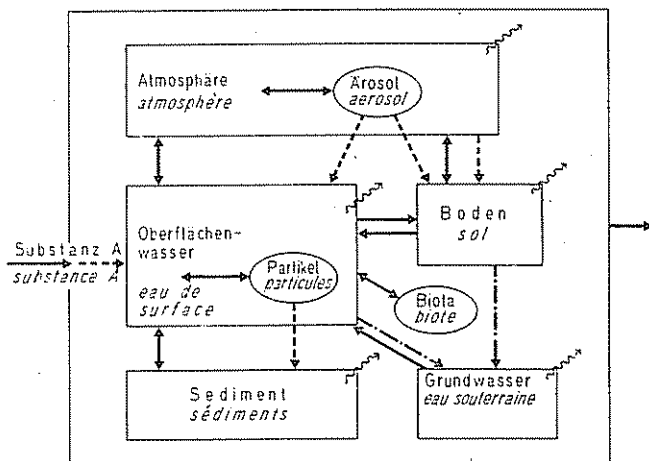 Atmosphäre
atmosphère
Ärosol
aerosol
Oberflächen-
wasser
eau de
surface
Partikel
particules
Boden
sol
Substanz A
substance A
Biota
biote
Sediment
sédiments
Grundwasser
eau souterraine